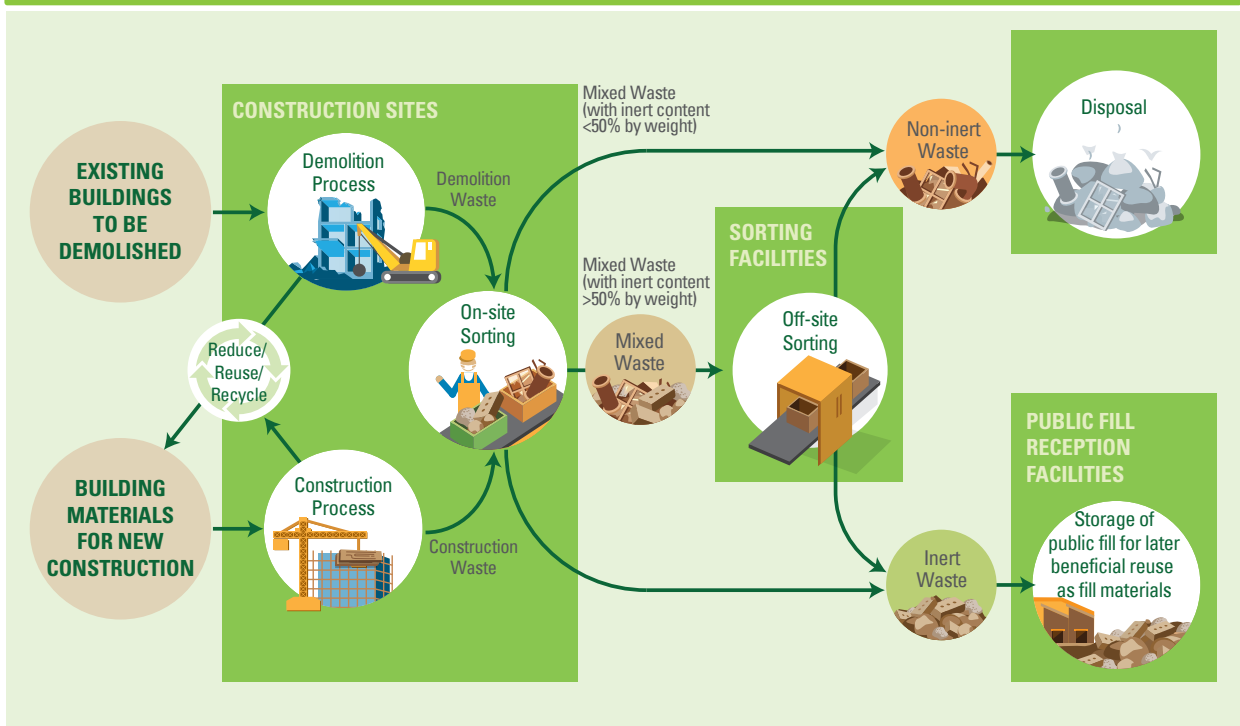 CONSTRUCTION SITES
EXISTING
BUILDINGS
TO BE
DEMOLISHED
Demolition
Process
Demolition
Waste
Reduce/
Reuse/
Recycle
BUILDING
MATERIALS
FOR NEW
CONSTRUCTION
Construction
Process
Construction
Waste
On-site
Sorting
Mixed Waste
(with inert content
<50% by weight)
Mixed Waste
(with inert content
>50% by weight)
Mixed
Waste
SORTING
FACILITIES
Off-site
Sorting
Non-inert
Waste
Disposal
Inert
Waste
PUBLIC FILL
RECEPTION
FACILITIES
Storage of
public fill for later
beneficial reuse
as fill materials